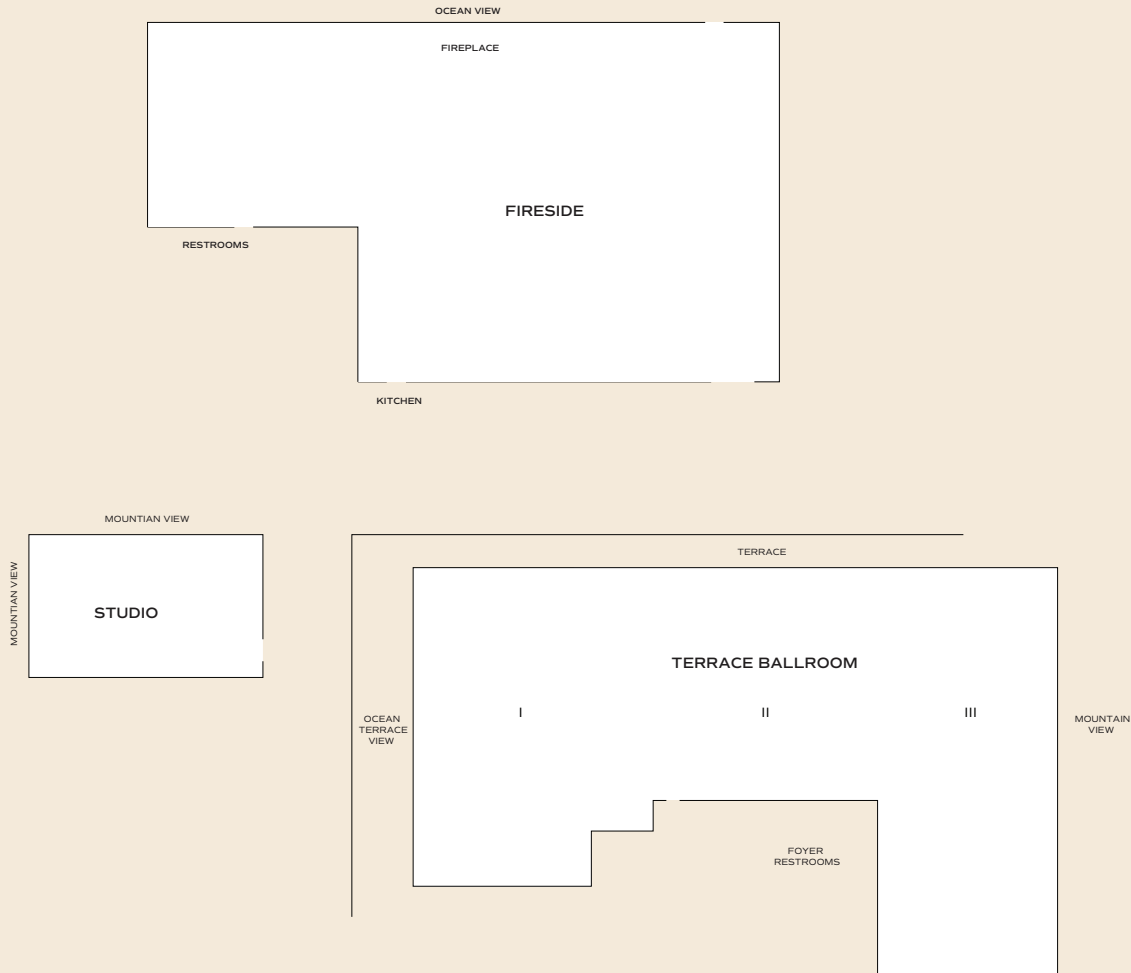 OCEAN VIEW
FIREPLACE
FIRESIDE
RESTROOMS
KITCHEN
MOUNTIAN VIEW
MOUNTIAN VIEW
STUDIO
TERRACE
TERRACE BALLROOM
I
II
III
OCEAN
TERRACE
VIEW
MOUNTAIN
VIEW
FOYER
RESTROOMS